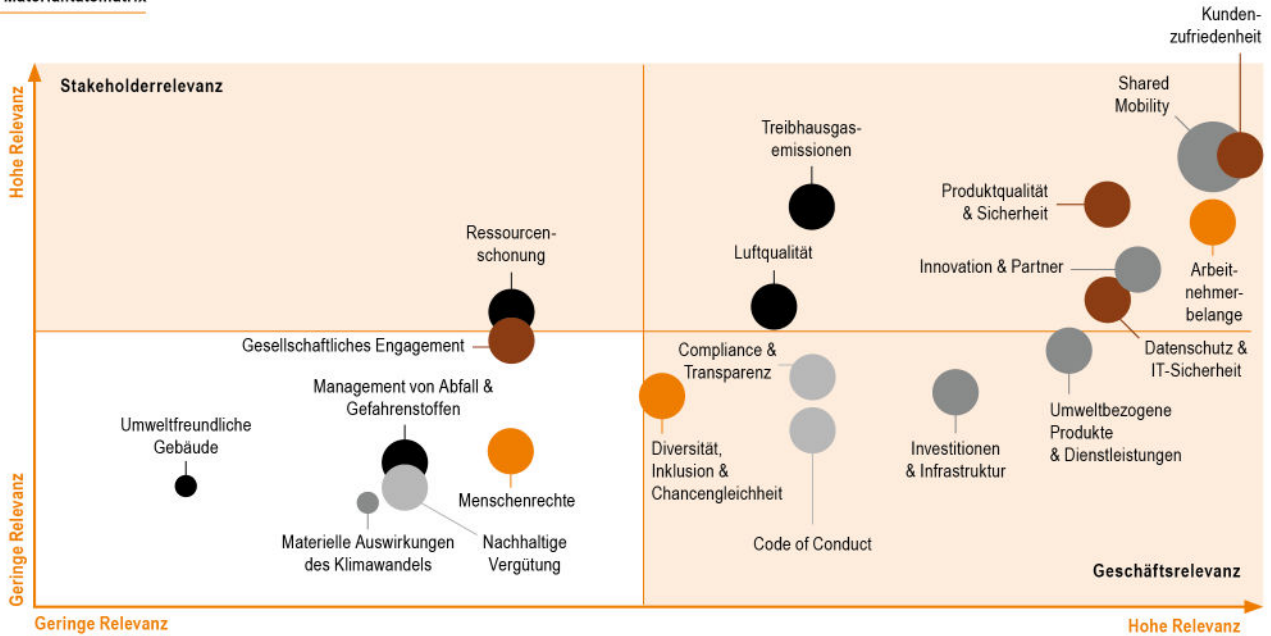 Materialitätsmatrix
Kunden-
zufriedenheit
Stakeholderrelevanz
Hohe Relevanz
Shared
Mobility
Treibhausgas-
emissionen
Produktqualität
& Sicherheit
Ressourcen-
schonung
Luftqualität
Innovation & Partner
Arbeit-
nehmer-
belange
Gesellschaftliches Engagement
Compliance &
Transparenz
Datenschutz &
IT-Sicherheit
Management von Abfall &
Gefahrenstoffen
Umweltfreundliche
Gebäude
Umweltbezogene
Produkte
& Dienstleistungen
Diversität,
Inklusion &
Chancengleichheit
Investitionen
& Infrastruktur
Menschenrechte
Materielle Auswirkungen
des Klimawandels
Nachhaltige
Vergütung
Code of Conduct
Geringe Relevanz
Geschäftsrelevanz
Geringe Relevanz
Hohe Relevanz